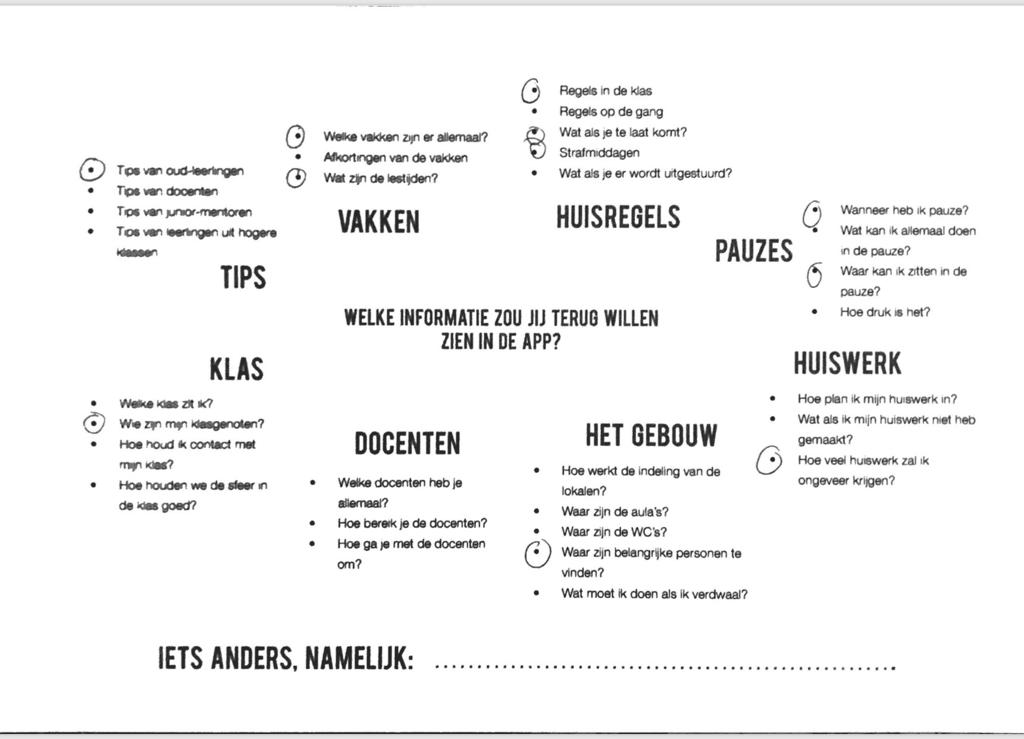 Regels in de klas
Regels op de gang
Wat als je te laat komt?
Strafmiddagen
Wat als je er wordt uitgestuurd?
HUISREGELS
Welke vakken zijn er allemaal?
Afkortingen van de vakken
Wat zijn de lestijden?
VAKKEN
Tips van oud-leerlingen
Tips van docenten
Tips van junior-mentoren
Tips van leerlingen uit hogere
klassen
TIPS
Wanneer heb ik pauze?
Wat kan ik allemaal doen
in de pauze?
Waar kan ik zitten in de
pauze?
Hoe druk is het?
PAUZES
WELKE INFORMATIE ZOU JIJ TERUG WILLEN
ZIEN IN DE APP?
KLAS
Welke klas zit ik?
Wie zijn mijn klasgenoten?
Hoe houd ik contact met
mijn klas?
Hoe houden we de sfeer in
de klas goed?
DOCENTEN
Welke docenten heb je
allemaal?
Hoe bereik je de docenten?
Hoe ga je met de docenten
om?
HET GEBOUW
Hoe werkt de indeling van de
lokalen?
Waar zijn de aula's?
Waar zijn de WC's?
Waar zijn belangrijke personen te
vinden?
Wat moet ik doen als ik verdwaal?
HUISWERK
Hoe plan ik mijn huiswerk in?
Wat als ik mijn huiswerk niet heb
gemaakt?
Hoe veel huiswerk zal ik
ongeveer krijgen?
IETS ANDERS, NAMELIJK: ......................................................